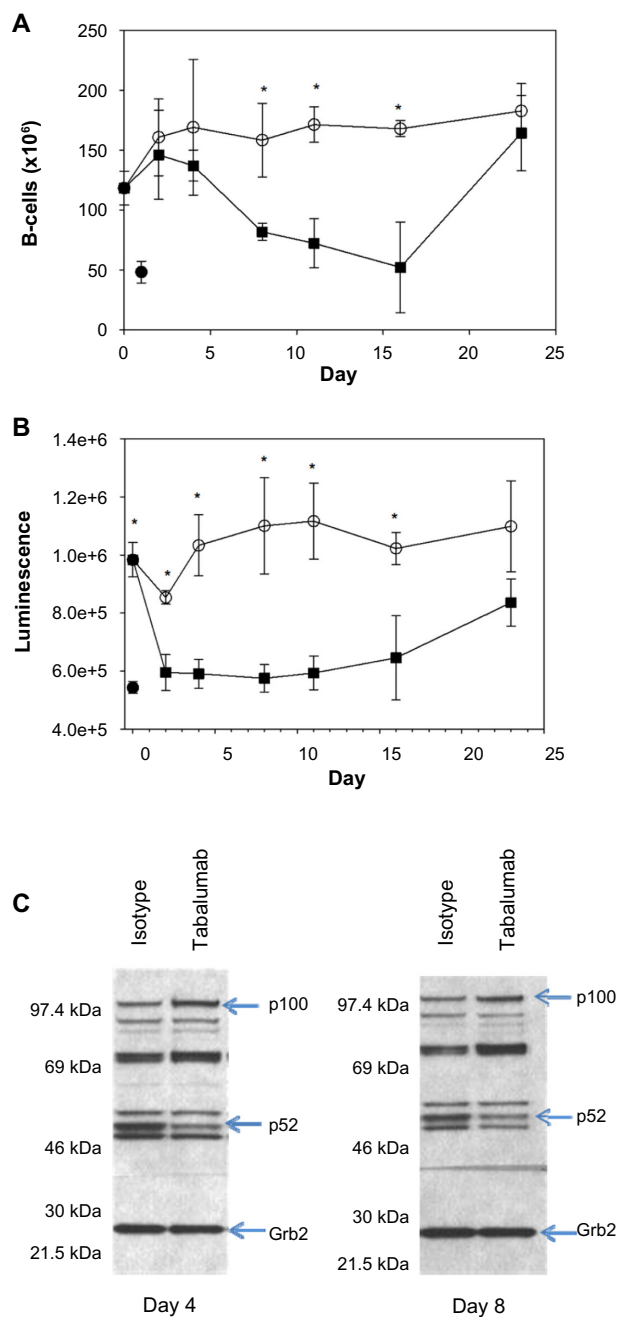 A
250
200
150
100
50
0
B-cells (x10⁶)
* * *
0 5 10 15 20 25
Day
B
1.4e+6
1.2e+6
1.0e+6
8.0e+5
6.0e+5
4.0e+5
Luminescence
* * * * * *
0 5 10 15 20 25
Day
C
Isotype
Tabalumab
97.4 kDa
69 kDa
46 kDa
30 kDa
21.5 kDa
p100
p52
Grb2
Day 4
Isotype
Tabalumab
97.4 kDa
69 kDa
46 kDa
30 kDa
21.5 kDa
p100
p52
Grb2
Day 8